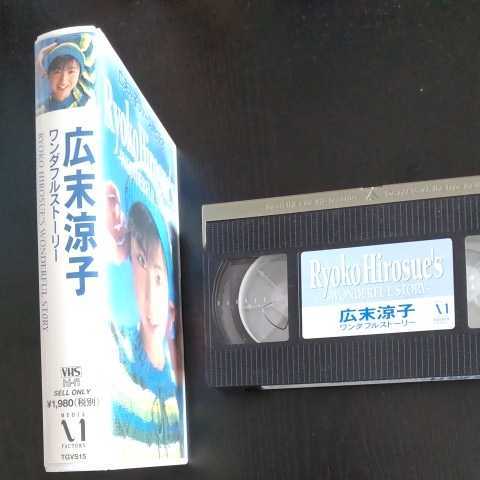 広末涼子
ワンダフルストーリー
RYOKO HIROSUE'S WONDERFUL STORY
VHS
hi-fi
SELL ONLY
¥1,980(税別)
MEDIA
FACTORY
TGVS15
Ryoko Hirosue's
Ryoko Hirosue's
WONDERFUL STORY
広末涼子
ワンダフルストーリー